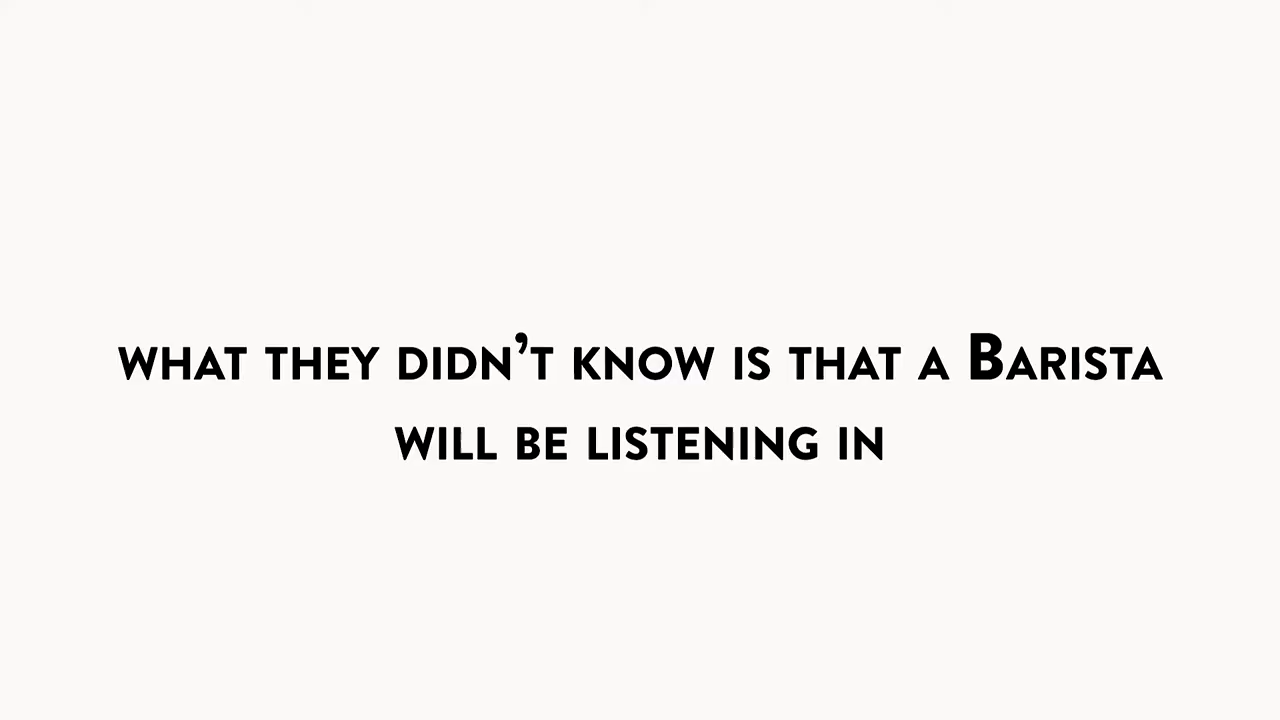 what they didn’t know is that a Barista
will be listening in